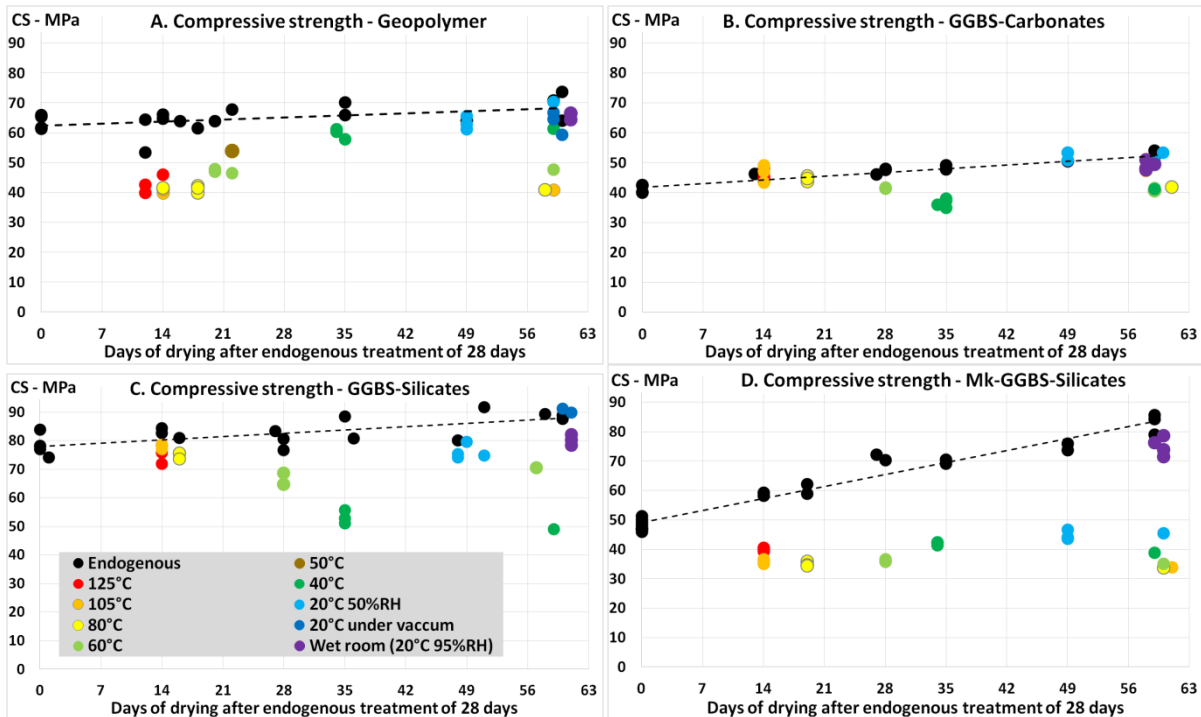 CS - MPa
A. Compressive strength - Geopolymer
90
80
70
60
50
40
30
20
10
0
0 7 14 21 28 35 42 49 56 63
Days of drying after endogenous treatment of 28 days
CS - MPa
B. Compressive strength - GGBS-Carbonates
90
80
70
60
50
40
30
20
10
0
0 7 14 21 28 35 42 49 56 63
Days of drying after endogenous treatment of 28 days
CS - MPa
C. Compressive strength - GGBS-Silicates
90
80
70
60
50
40
30
20
10
0
Endogenous
125°C
105°C
80°C
60°C
50°C
40°C
20°C 50%RH
20°C under vaccum
Wet room (20°C 95%RH)
0 7 14 21 28 35 42 49 56 63
Days of drying after endogenous treatment of 28 days
CS - MPa
D. Compressive strength - Mk-GGBS-Silicates
90
80
70
60
50
40
30
20
10
0
0 7 14 21 28 35 42 49 56 63
Days of drying after endogenous treatment of 28 days